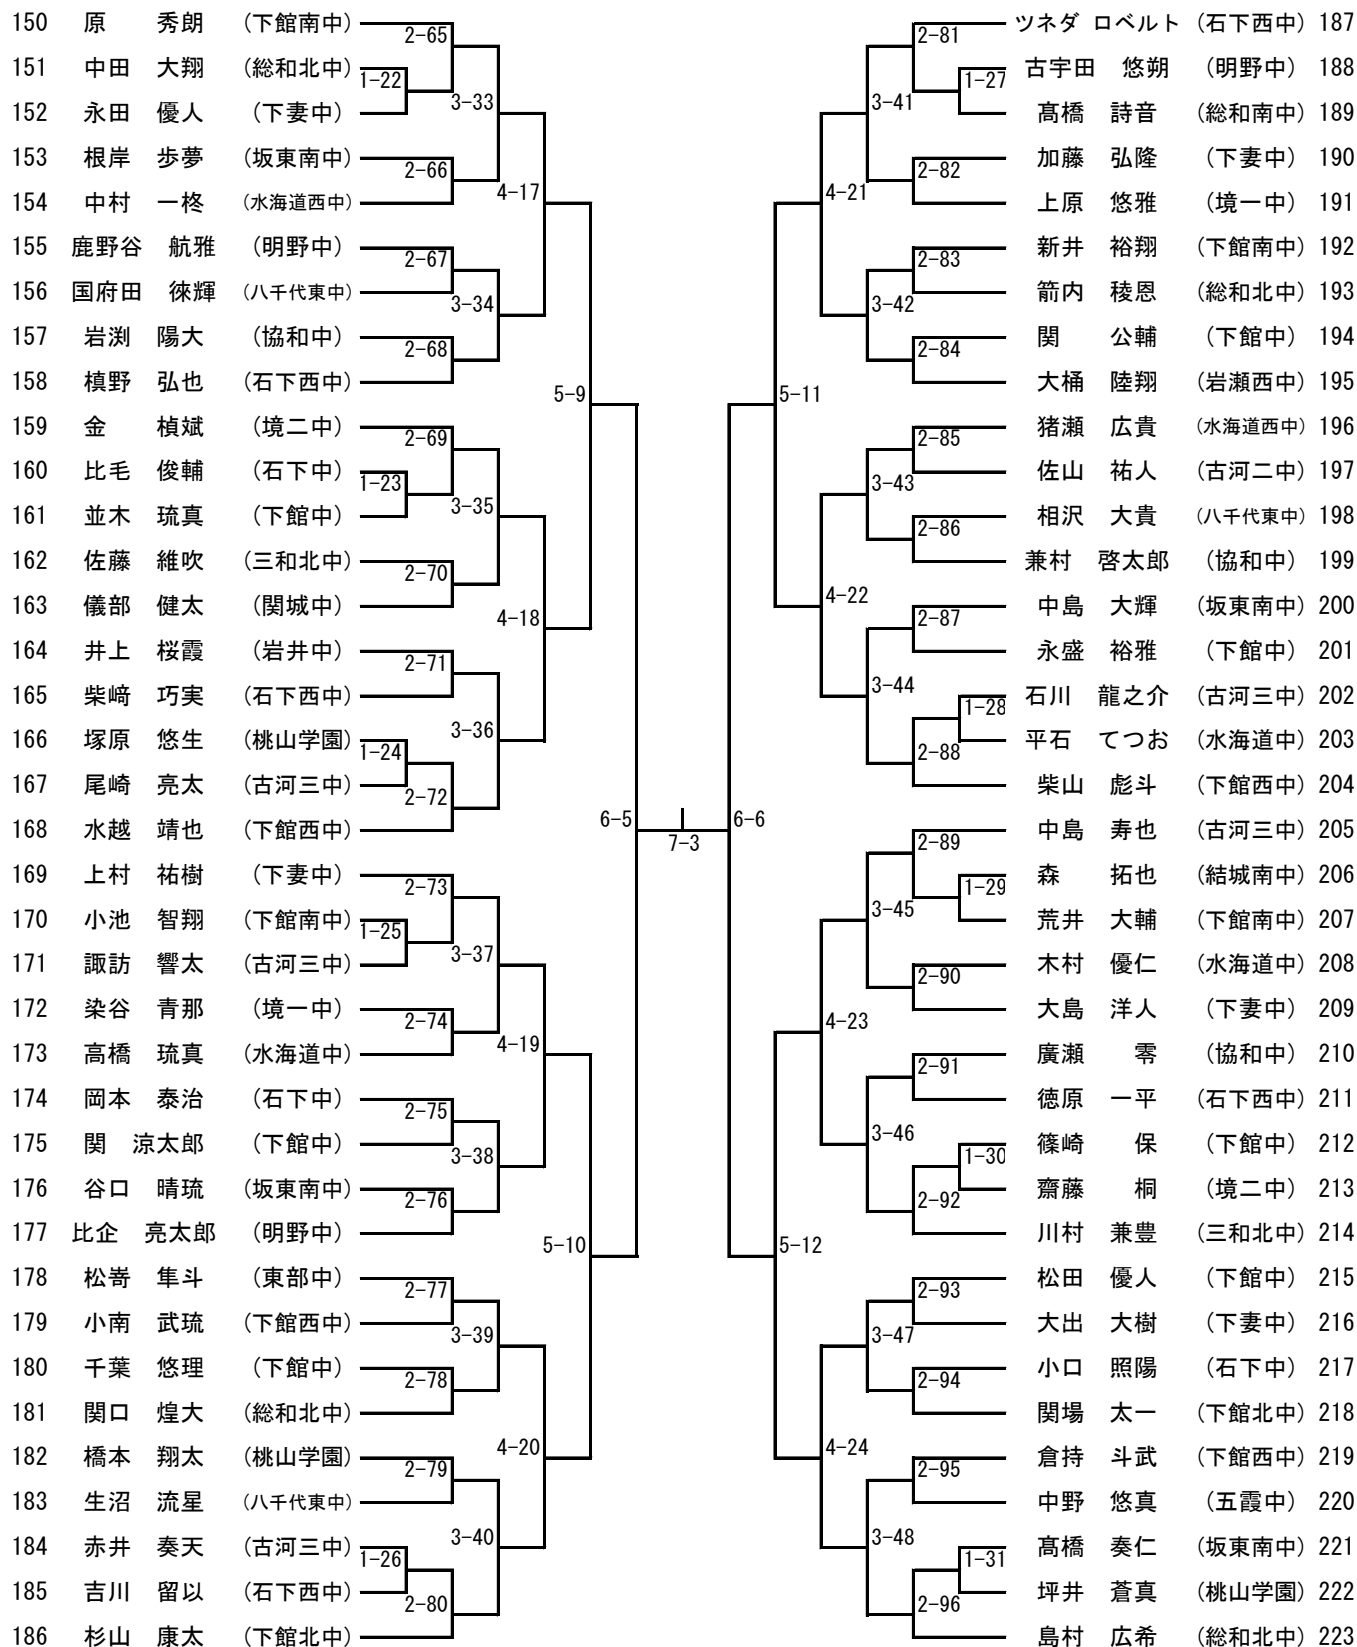 150 原 秀朗 (下館南中)
151 中田 大翔 (総和北中)
152 永田 優人 (下妻中)
153 根岸 歩夢 (坂東南中)
154 中村 一柊 (水海道西中)
155 鹿野谷 航雅 (明野中)
156 国府田 徠輝 (八千代東中)
157 岩渕 陽大 (協和中)
158 槙野 弘也 (石下西中)
159 金 楨斌 (境二中)
160 比毛 俊輔 (石下中)
161 並木 琉真 (下館中)
162 佐藤 維吹 (三和北中)
163 儀部 健太 (関城中)
164 井上 桜霞 (岩井中)
165 柴﨑 巧実 (石下西中)
166 塚原 悠生 (桃山学園)
167 尾崎 亮太 (古河三中)
168 水越 靖也 (下館西中)
169 上村 祐樹 (下妻中)
170 小池 智翔 (下館南中)
171 諏訪 響太 (古河三中)
172 染谷 青那 (境一中)
173 高橋 琉真 (水海道中)
174 岡本 泰治 (石下中)
175 関 涼太郎 (下館中)
176 谷口 晴琉 (坂東南中)
177 比企 亮太郎 (明野中)
178 松嵜 隼斗 (東部中)
179 小南 武琉 (下館西中)
180 千葉 悠理 (下館中)
181 関口 煌大 (総和北中)
182 橋本 翔太 (桃山学園)
183 生沼 流星 (八千代東中)
184 赤井 奏天 (古河三中)
185 吉川 留以 (石下西中)
186 杉山 康太 (下館北中)
2-65
1-22
3-33
2-66
4-17
2-67
3-34
2-68
5-9
2-69
1-23
3-35
2-70
4-18
2-71
3-36
1-24
2-72
6-5
2-73
1-25
3-37
2-74
4-19
2-75
3-38
2-76
5-10
2-77
3-39
2-78
4-20
2-79
3-40
1-26
2-80
7-3
6-6
2-81
1-27
3-41
2-82
4-21
2-83
3-42
2-84
5-11
2-85
3-43
2-86
4-22
2-87
3-44
1-28
2-88
2-89
1-29
3-45
2-90
4-23
2-91
3-46
1-30
2-92
5-12
2-93
3-47
2-94
4-24
2-95
3-48
1-31
2-96
ツネダ ロベルト (石下西中) 187
古宇田 悠朔 (明野中) 188
髙橋 詩音 (総和南中) 189
加藤 弘隆 (下妻中) 190
上原 悠雅 (境一中) 191
新井 裕翔 (下館南中) 192
箭内 稜恩 (総和北中) 193
関 公輔 (下館中) 194
大桶 陸翔 (岩瀬西中) 195
猪瀬 広貴 (水海道西中) 196
佐山 祐人 (古河二中) 197
相沢 大貴 (八千代東中) 198
兼村 啓太郎 (協和中) 199
中島 大輝 (坂東南中) 200
永盛 裕雅 (下館中) 201
石川 龍之介 (古河三中) 202
平石 てつお (水海道中) 203
柴山 彪斗 (下館西中) 204
中島 寿也 (古河三中) 205
森 拓也 (結城南中) 206
荒井 大輔 (下館南中) 207
木村 優仁 (水海道中) 208
大島 洋人 (下妻中) 209
廣瀬 零 (協和中) 210
徳原 一平 (石下西中) 211
篠崎 保 (下館中) 212
齋藤 桐 (境二中) 213
川村 兼豊 (三和北中) 214
松田 優人 (下館中) 215
大出 大樹 (下妻中) 216
小口 照陽 (石下中) 217
関場 太一 (下館北中) 218
倉持 斗武 (下館西中) 219
中野 悠真 (五霞中) 220
髙橋 奏仁 (坂東南中) 221
坪井 蒼真 (桃山学園) 222
島村 広希 (総和北中) 223